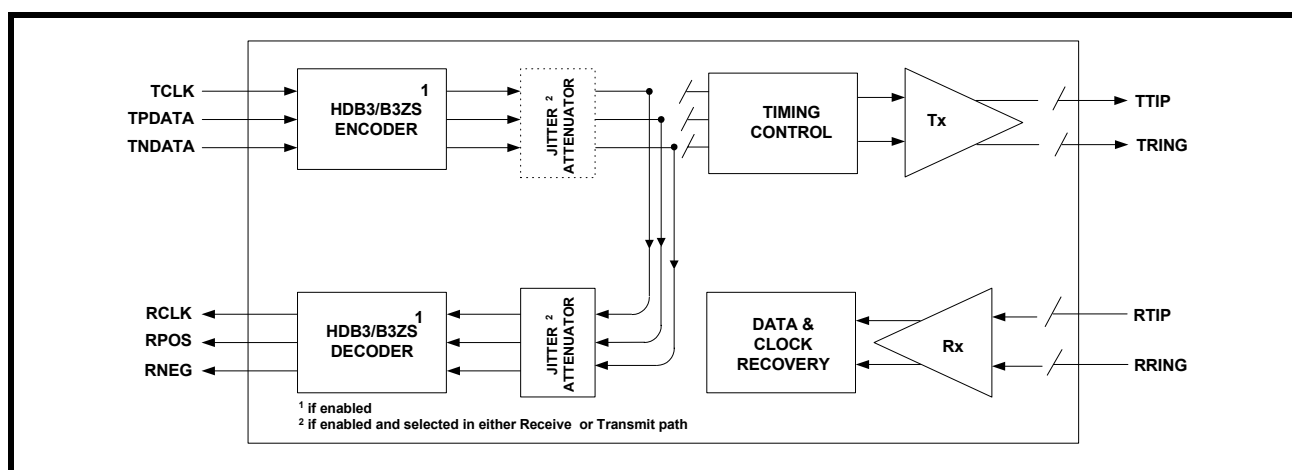 TCLK
TPDATA
TNDATA
HDB3/B3ZS 1
ENCODER
JITTER 2
ATTENUATOR
TIMING
CONTROL
Tx
TTIP
TRING
RCLK
RPOS
RNEG
HDB3/B3ZS 1
DECODER
JITTER 2
ATTENUATOR
DATA &
CLOCK
RECOVERY
Rx
RTIP
RRING
1 if enabled
2 if enabled and selected in either Receive or Transmit path